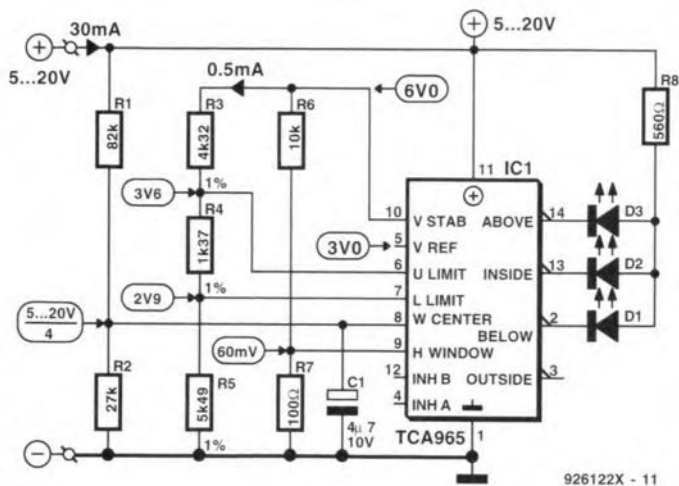 30mA
5...20V
5...20V
0.5mA
6V0
R1
82k
R3
4k32
R6
10k
R8
560Ω
1%
3V6
R4
1k37
3V0
11
IC1
10
V STAB
ABOVE
14
D3
5
V REF
6
U LIMIT
INSIDE
13
D2
2V9
1%
7
L LIMIT
5...20V
4
8
W CENTER
2
D1
BELOW
60mV
9
H WINDOW
R2
27k
R5
5k49
1%
R7
100Ω
C1
4µ7
10V
12
INH B
OUTSIDE
3
4
INH A
TCA965
1
926122X - 11